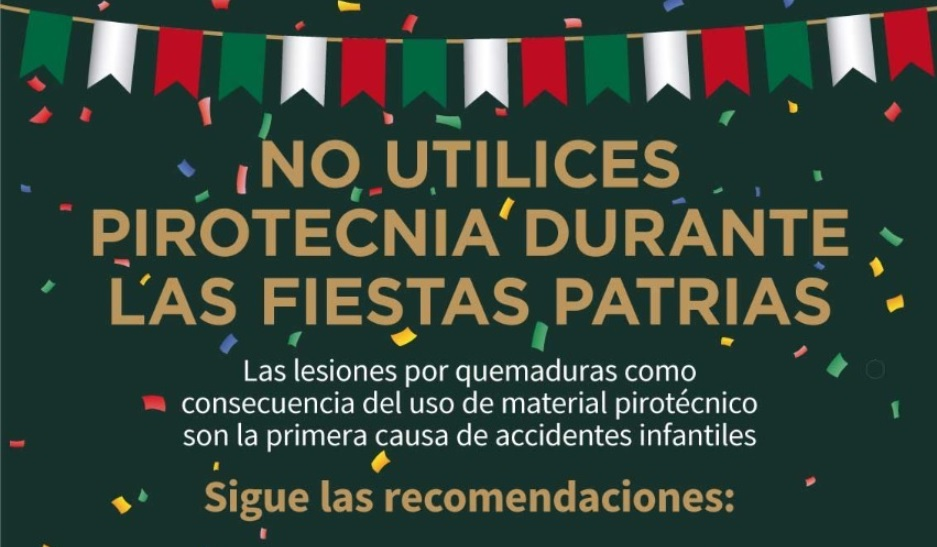 NO UTILICES
PIROTECNIA DURANTE
LAS FIESTAS PATRIAS
Las lesiones por quemaduras como
consecuencia del uso de material pirotécnico
son la primera causa de accidentes infantiles
Sigue las recomendaciones: